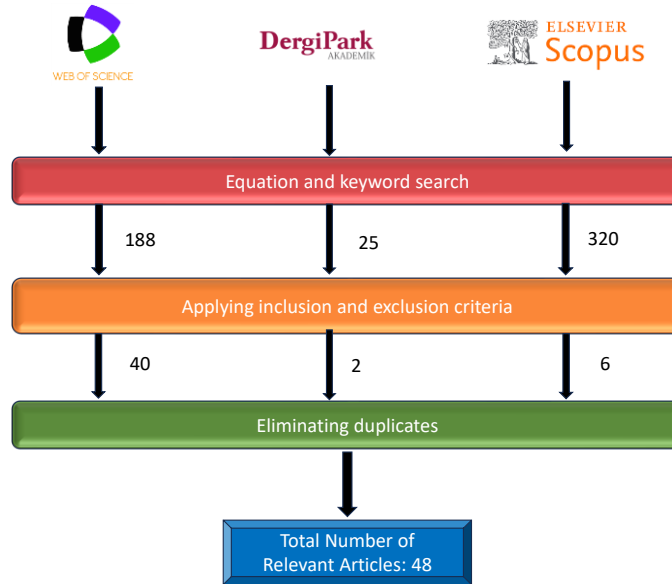 WEB OF SCIENCE
DergiPark
AKADEMİK
ELSEVIER
Scopus
Equation and keyword search
188
25
320
Applying inclusion and exclusion criteria
40
2
6
Eliminating duplicates
Total Number of
Relevant Articles: 48